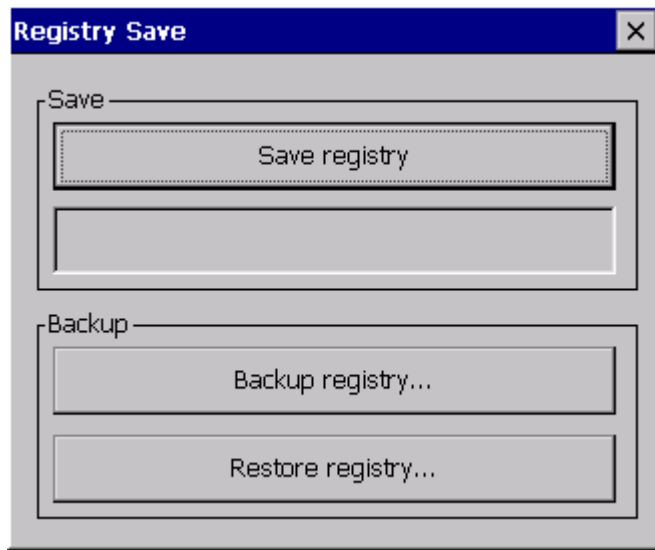 Registry Save
Save
Save registry
Backup
Backup registry...
Restore registry...